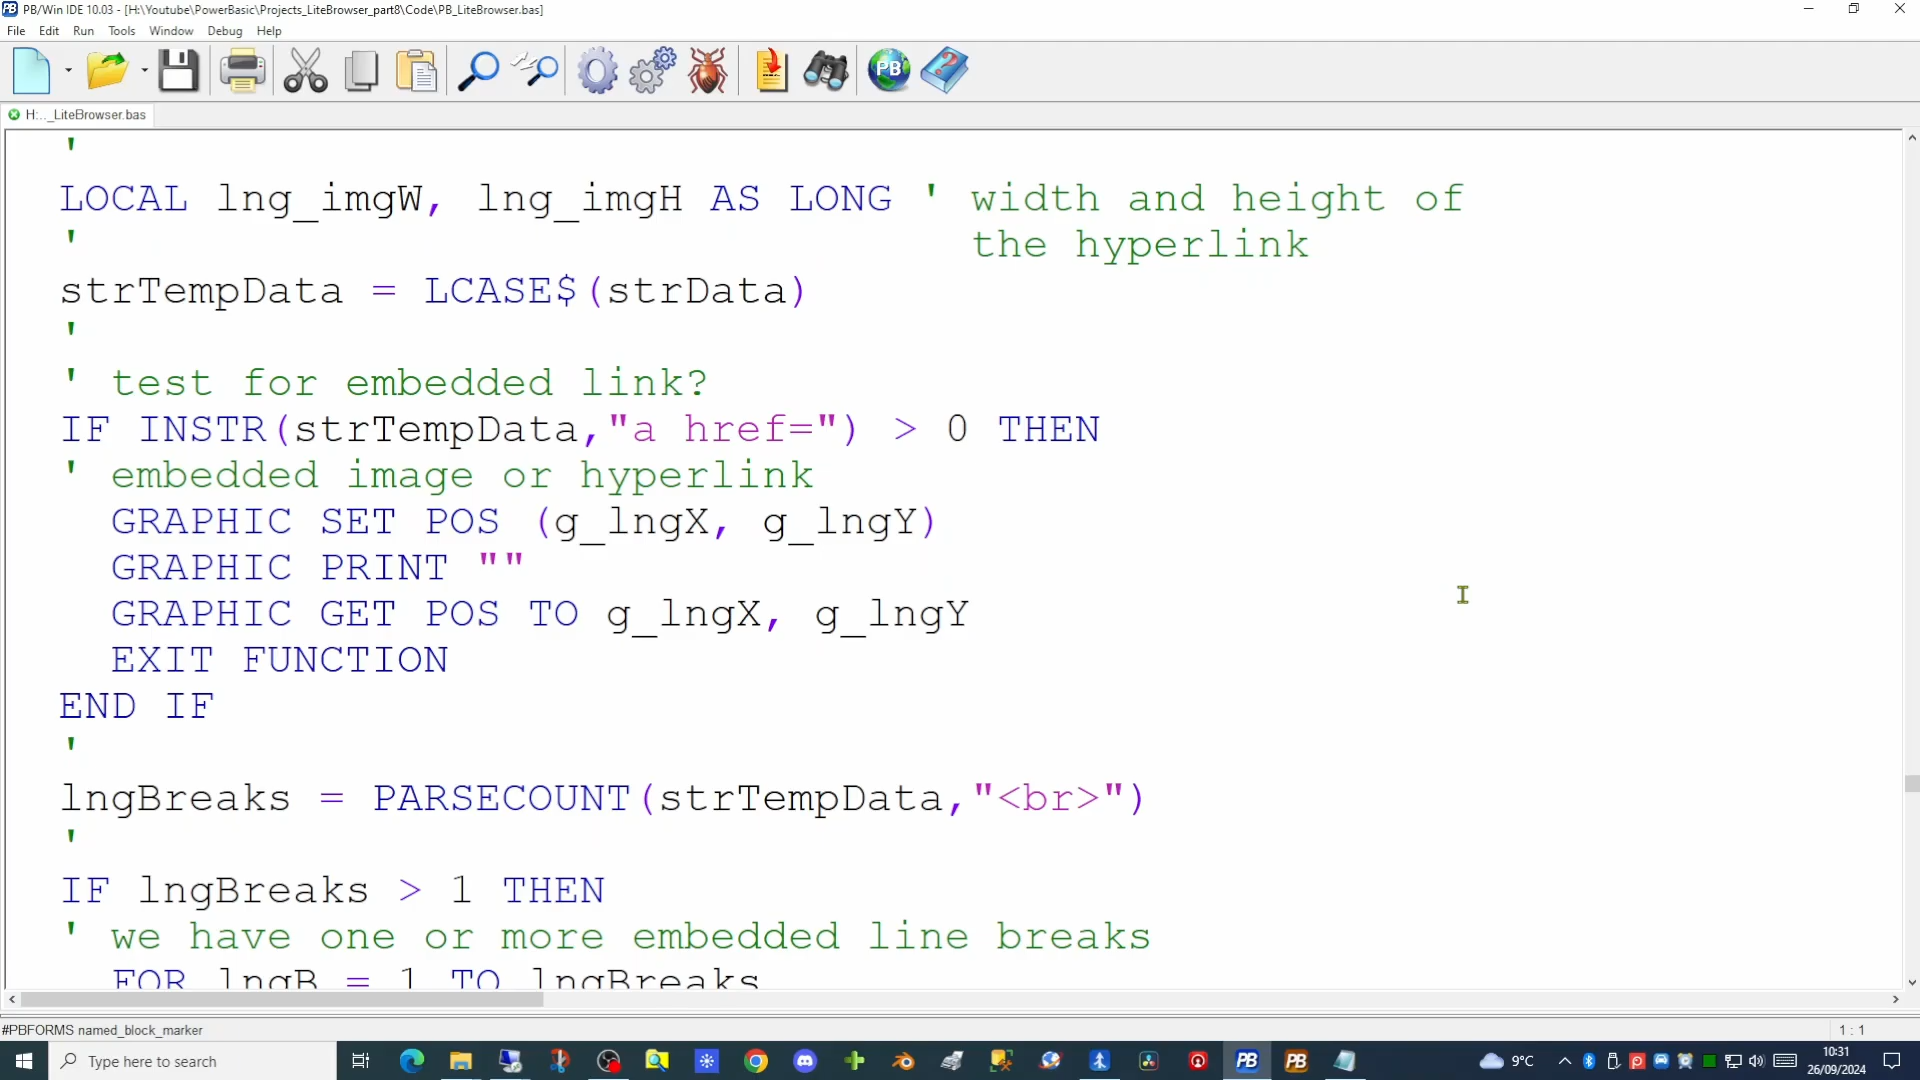 PB/Win IDE 10.03 - [H:\Youtube\PowerBasic\Projects_LiteBrowser_part8\Code\PB_LiteBrowser.bas]
File Edit Run Tools Window Debug Help
H:.._LiteBrowser.bas
'
LOCAL lng_imgW, lng_imgH AS LONG ' width and height of
' the hyperlink
strTempData = LCASE$(strData)
'
' test for embedded link?
IF INSTR(strTempData,"a href=") > 0 THEN
' embedded image or hyperlink
GRAPHIC SET POS (g_lngX, g_lngY)
GRAPHIC PRINT ""
GRAPHIC GET POS TO g_lngX, g_lngY
EXIT FUNCTION
END IF
'
lngBreaks = PARSECOUNT(strTempData,"<br>")
'
IF lngBreaks > 1 THEN
' we have one or more embedded line breaks
FOR lngB = 1 TO lngBreaks
#PBFORMS named_block_marker
1 : 1
Type here to search
9°C
10:31
26/09/2024